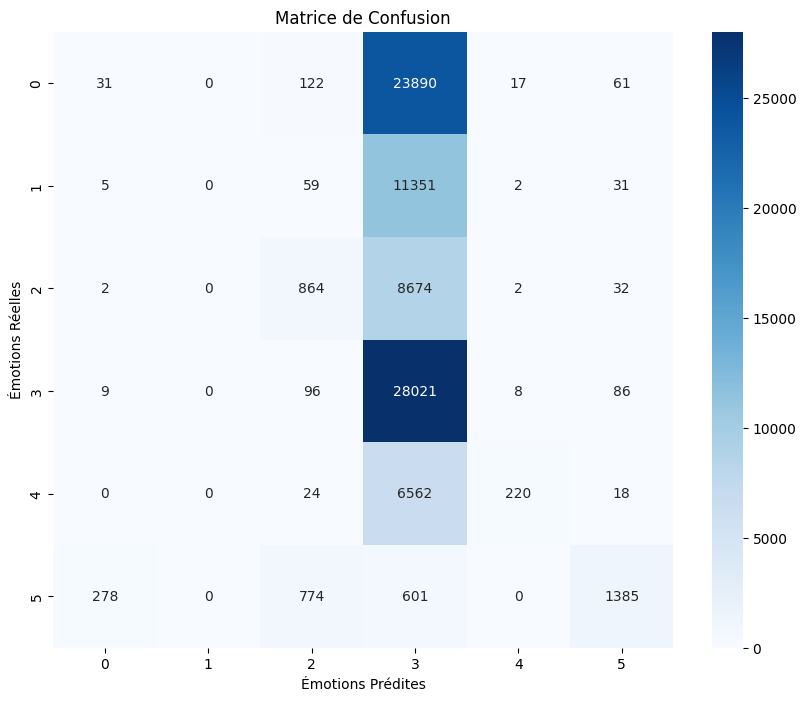 Matrice de Confusion
Émotions Réelles
0 31 0 122 23890 17 61
1 5 0 59 11351 2 31
2 2 0 864 8674 2 32
3 9 0 96 28021 8 86
4 0 0 24 6562 220 18
5 278 0 774 601 0 1385
0 1 2 3 4 5
Émotions Prédites
25000
20000
15000
10000
5000
0